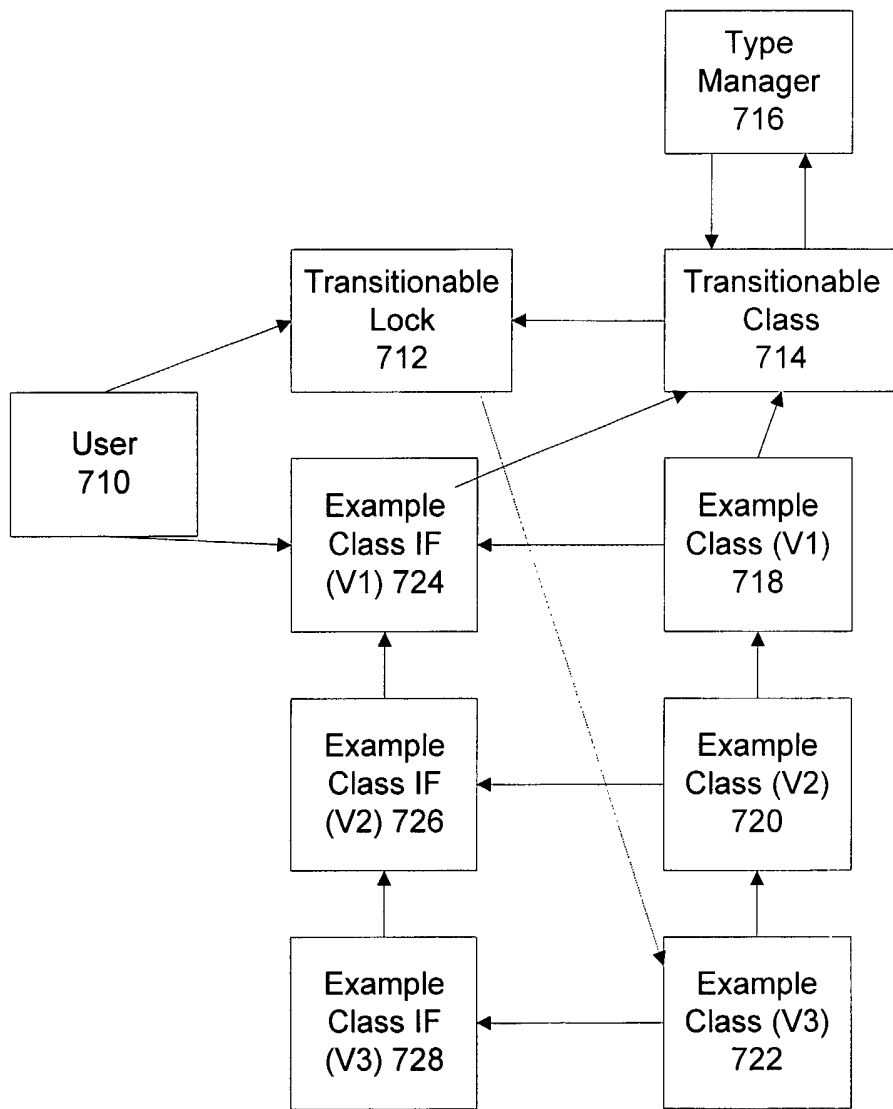 Type
Manager
716
Transitionable
Lock
712
Transitionable
Class
714
User
710
Example
Class IF
(V1) 724
Example
Class (V1)
718
Example
Class IF
(V2) 726
Example
Class (V2)
720
Example
Class IF
(V3) 728
Example
Class (V3)
722